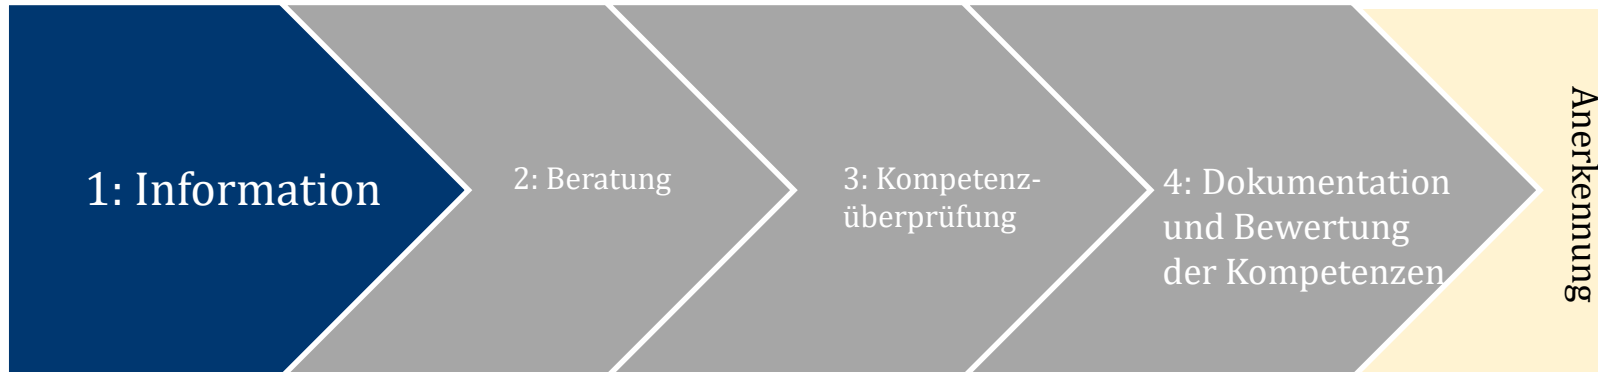 1: Information
2: Beratung
3: Kompetenz-
überprüfung
4: Dokumentation
und Bewertung
der Kompetenzen
Anerkennung